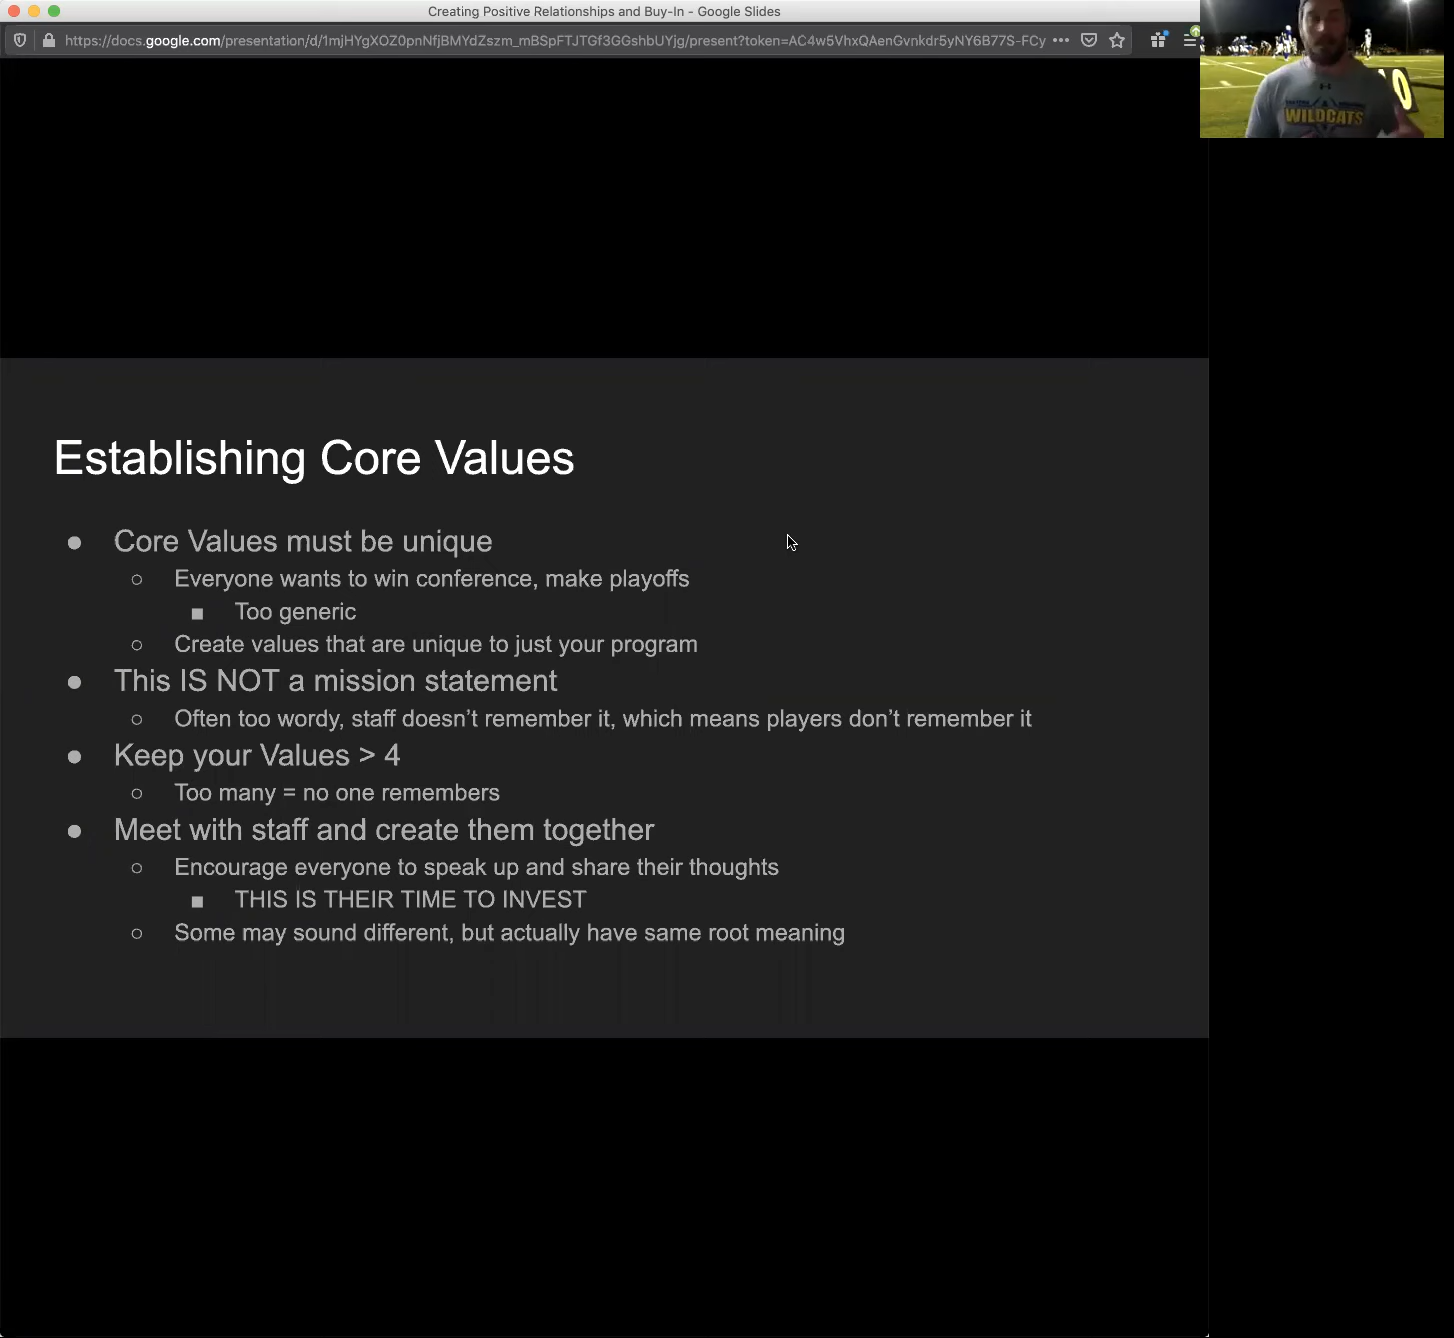 Creating Positive Relationships and Buy-In - Google Slides
https://docs.google.com/presentation/d/1mjHYgXOZ0pnNfjBMYdZszm_mBSpFTJTGf3GGshbUYjg/present?token=AC4w5VhxQAenGvnkdr5yNY6B77S-FCy
WILDCATS
Establishing Core Values
● Core Values must be unique
○ Everyone wants to win conference, make playoffs
■ Too generic
○ Create values that are unique to just your program
● This IS NOT a mission statement
○ Often too wordy, staff doesn’t remember it, which means players don’t remember it
● Keep your Values > 4
○ Too many = no one remembers
● Meet with staff and create them together
○ Encourage everyone to speak up and share their thoughts
■ THIS IS THEIR TIME TO INVEST
○ Some may sound different, but actually have same root meaning